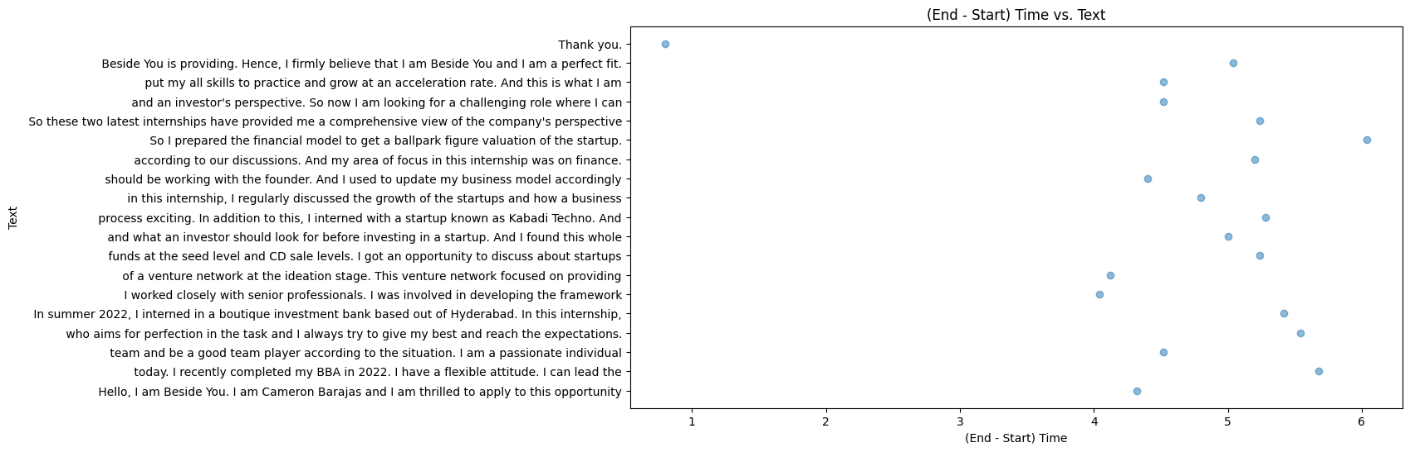 (End - Start) Time vs. Text
Thank you.
Beside You is providing. Hence, I firmly believe that I am Beside You and I am a perfect fit.
put my all skills to practice and grow at an acceleration rate. And this is what I am
and an investor's perspective. So now I am looking for a challenging role where I can
So these two latest internships have provided me a comprehensive view of the company's perspective
So I prepared the financial model to get a ballpark figure valuation of the startup.
according to our discussions. And my area of focus in this internship was on finance.
should be working with the founder. And I used to update my business model accordingly
in this internship, I regularly discussed the growth of the startups and how a business
process exciting. In addition to this, I interned with a startup known as Kabadi Techno. And
and what an investor should look for before investing in a startup. And I found this whole
funds at the seed level and CD sale levels. I got an opportunity to discuss about startups
of a venture network at the ideation stage. This venture network focused on providing
I worked closely with senior professionals. I was involved in developing the framework
In summer 2022, I interned in a boutique investment bank based out of Hyderabad. In this internship,
who aims for perfection in the task and I always try to give my best and reach the expectations.
team and be a good team player according to the situation. I am a passionate individual
today. I recently completed my BBA in 2022. I have a flexible attitude. I can lead the
Hello, I am Beside You. I am Cameron Barajas and I am thrilled to apply to this opportunity
Text
1 2 3 4 5 6
(End - Start) Time